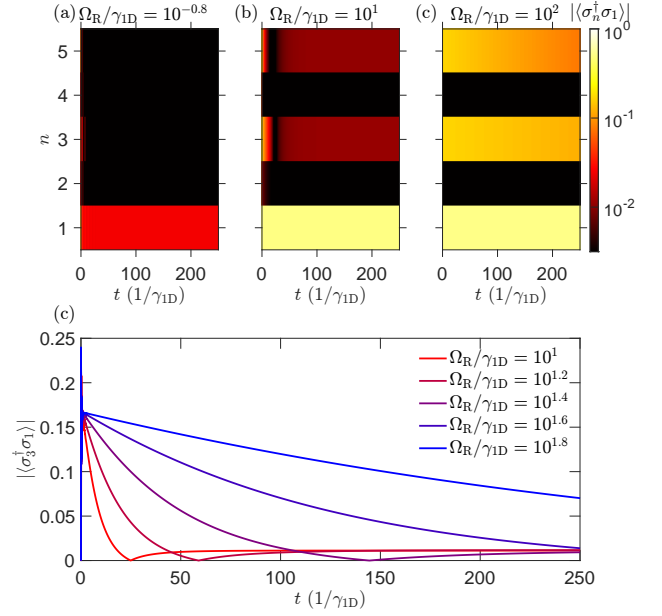 (a) Ω_R/γ_1D = 10^−0.8
(b) Ω_R/γ_1D = 10^1
(c) Ω_R/γ_1D = 10^2
|⟨σ_n^†σ_1⟩|
5
4
3
2
1
n
0 100 200
0 100 200
0 100 200
t (1/γ_1D)
t (1/γ_1D)
t (1/γ_1D)
10^0
10^-1
10^-2
(c)
0.25
0.2
0.15
0.1
0.05
0
|⟨σ_3^†σ_1⟩|
Ω_R/γ_1D = 10^1
Ω_R/γ_1D = 10^1.2
Ω_R/γ_1D = 10^1.4
Ω_R/γ_1D = 10^1.6
Ω_R/γ_1D = 10^1.8
0 50 100 150 200 250
t (1/γ_1D)